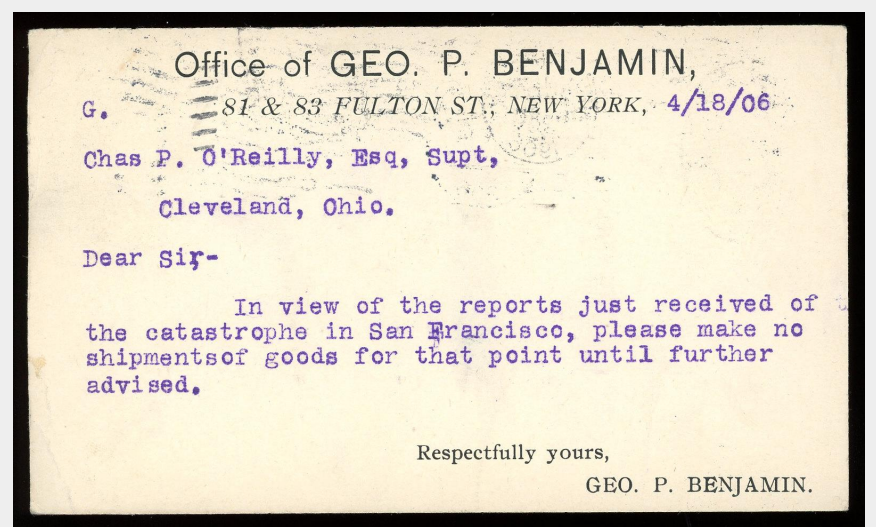 Office of GEO. P. BENJAMIN,
G. 81 & 83 FULTON ST., NEW YORK, 4/18/06
Chas P. O'Reilly, Esq, Supt,
Cleveland, Ohio.
Dear Sir-
In view of the reports just received of
the catastrophe in San Francisco, please make no
shipmentsof goods for that point until further
advised.
Respectfully yours,
GEO. P. BENJAMIN.